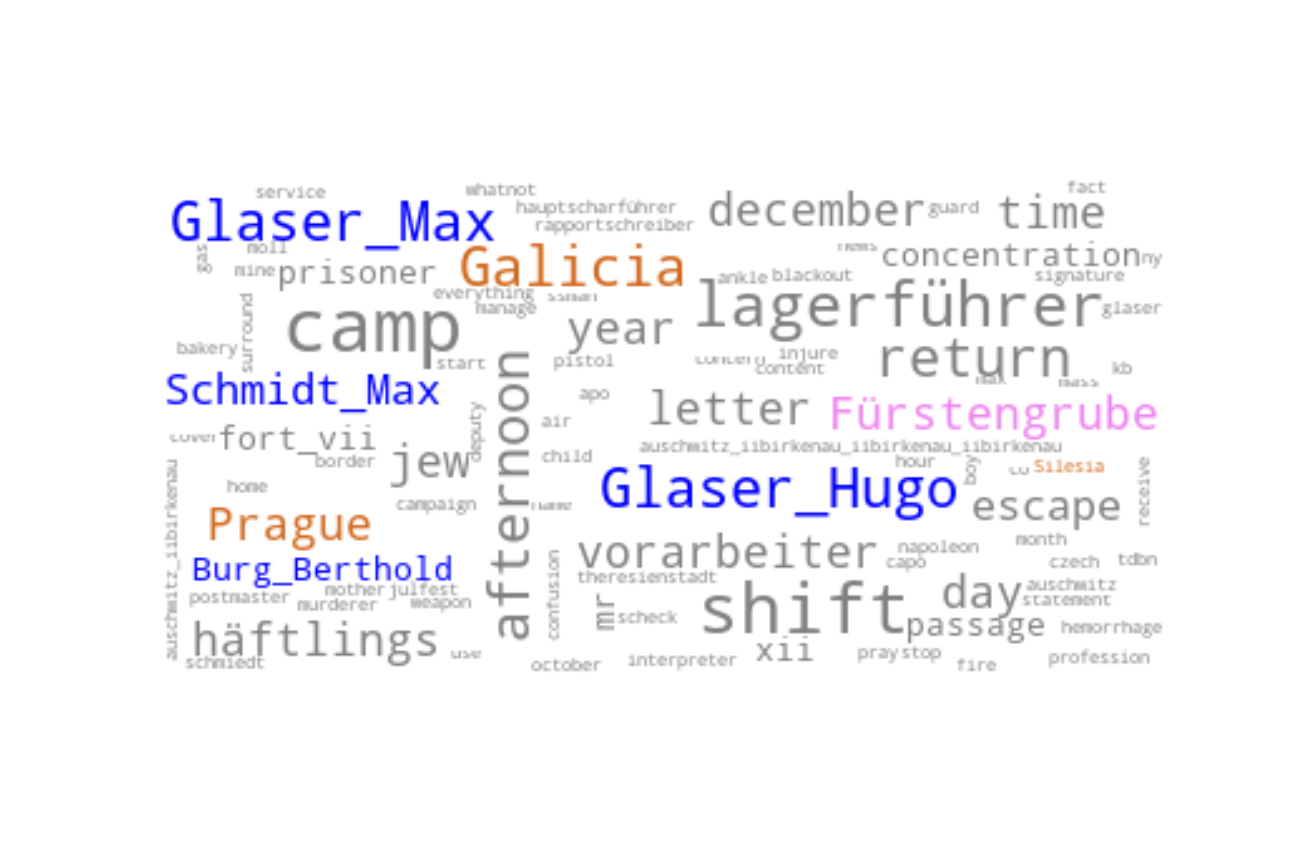 service
whatnot
fact
Glaser_Max
hauptscharführer
rapportschreiber
december
guard
time
gas
moll
mine
prisoner
Galicia
news
concentration
ny
ankle
blackout
signature
surround
everything
manage
ssman
camp
year
lagerführer
glaser
bakery
start
afternoon
pistol
concern
injure
content
return
max
mass
kb
Schmidt_Max
deputy
apo
air
letter
Fürstengrube
cover
fort_vii
border
jew
child
auschwitz_iibirkenau_iibirkenau_iibirkenau
hour
boy
co
Silesia
receive
auschwitz_iibirkenau
home
campaign
name
Glaser_Hugo
escape
Prague
Burg_Berthold
confusion
vorarbeiter
napoleon
capo
month
czech
tdbn
theresienstadt
postmaster
mother
julfest
murderer
weapon
mr
scheck
shift
day
auschwitz
statement
passage
hemorrhage
häftlings
schmiedt
use
october
interpreter
xii
pray
stop
fire
profession